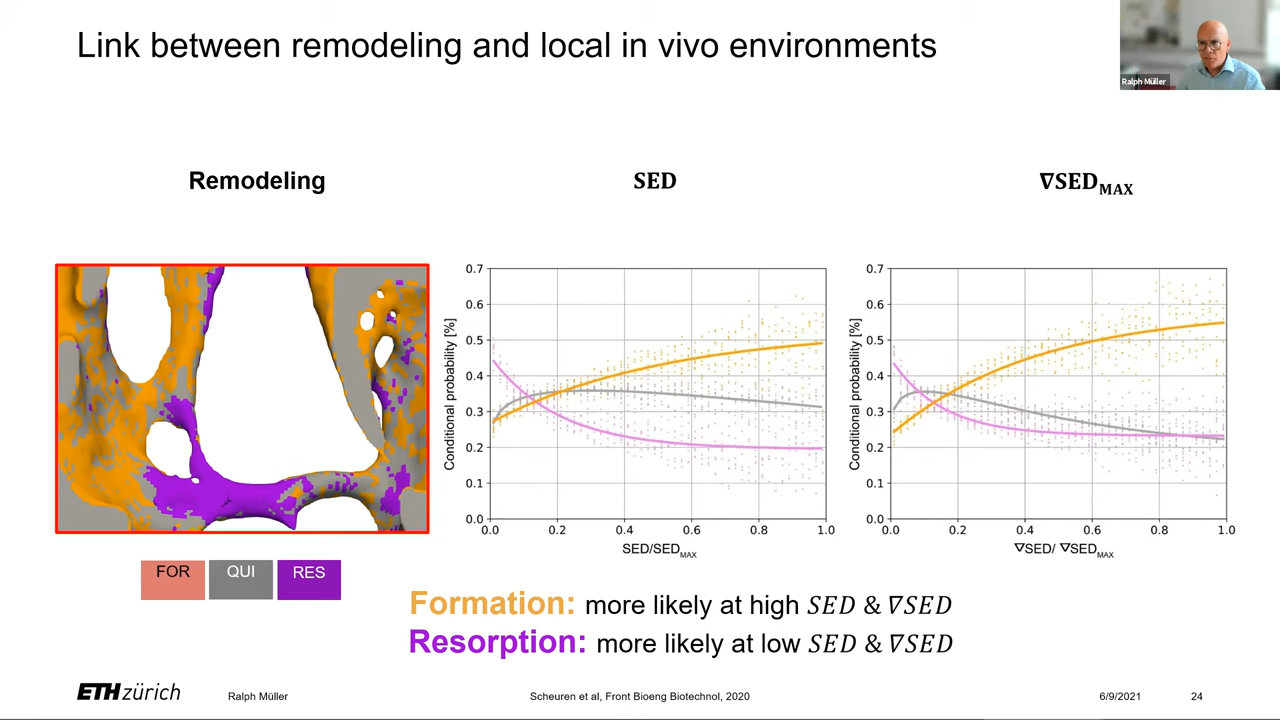 Link between remodeling and local in vivo environments
Ralph Müller
Remodeling
SED
∇SED_MAX
FOR
QUI
RES
Conditional probability [%]
0.7
0.6
0.5
0.4
0.3
0.2
0.1
0.0
0.0 0.2 0.4 0.6 0.8 1.0
SED/SED_MAX
Conditional probability [%]
0.7
0.6
0.5
0.4
0.3
0.2
0.1
0.0
0.0 0.2 0.4 0.6 0.8 1.0
∇SED/ ∇SED_MAX
Formation: more likely at high SED & ∇SED
Resorption: more likely at low SED & ∇SED
ETH zürich
Ralph Müller
Scheuren et al, Front Bioeng Biotechnol, 2020
6/9/2021
24